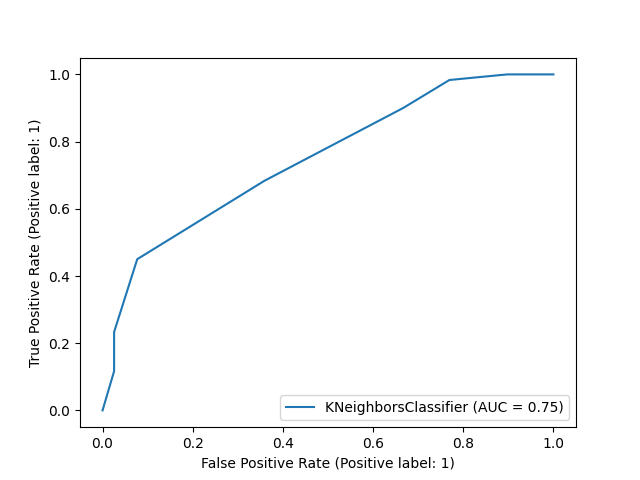 1.0
0.8
0.6
0.4
0.2
0.0
True Positive Rate (Positive label: 1)
KNeighborsClassifier (AUC = 0.75)
0.0 0.2 0.4 0.6 0.8 1.0
False Positive Rate (Positive label: 1)